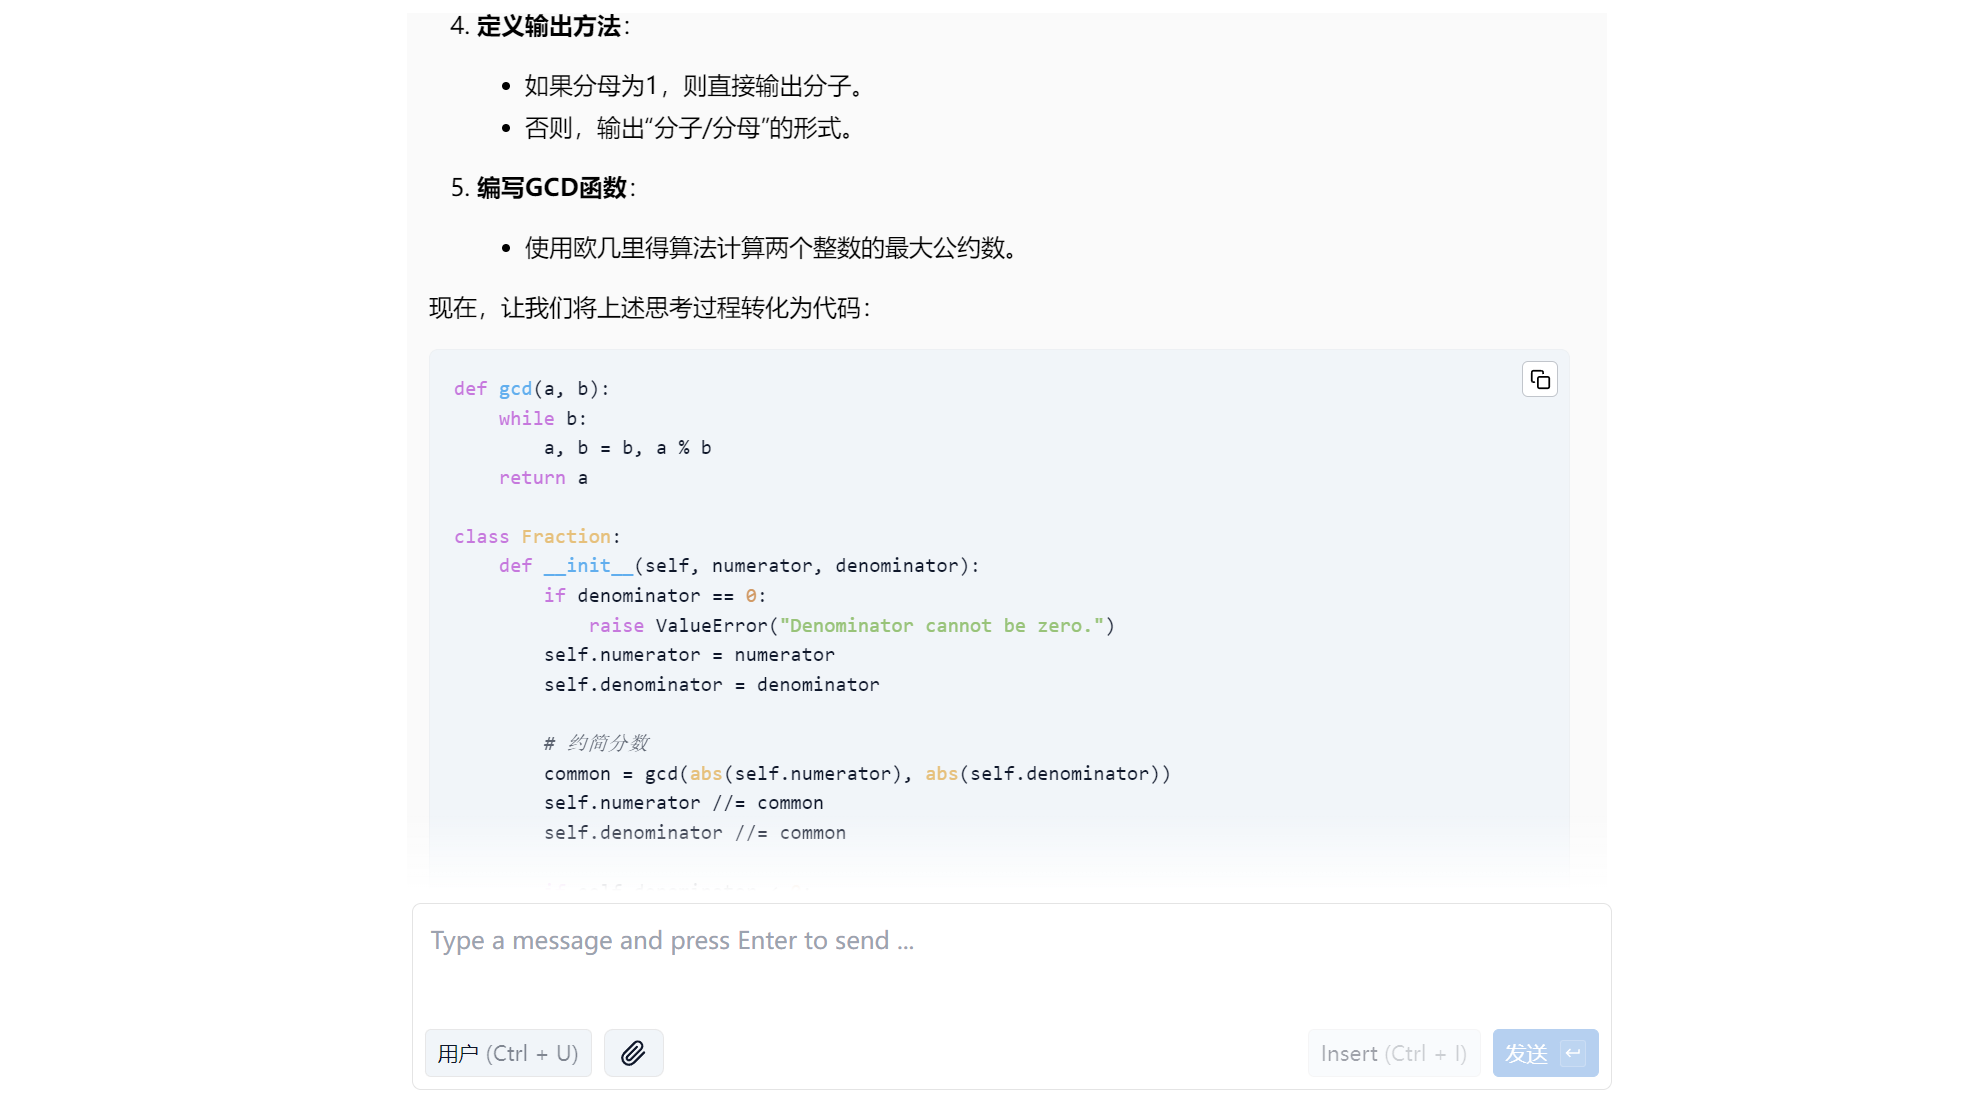 4. 定义输出方法：
• 如果分母为1，则直接输出分子。
• 否则，输出“分子/分母”的形式。
5. 编写GCD函数：
• 使用欧几里得算法计算两个整数的最大公约数。
现在，让我们将上述思考过程转化为代码：
def gcd(a, b):
    while b:
        a, b = b, a % b
    return a
class Fraction:
    def __init__(self, numerator, denominator):
        if denominator == 0:
            raise ValueError("Denominator cannot be zero.")
        self.numerator = numerator
        self.denominator = denominator
        # 约简分数
        common = gcd(abs(self.numerator), abs(self.denominator))
        self.numerator //= common
        self.denominator //= common
Type a message and press Enter to send ...
用户 (Ctrl + U)
Insert (Ctrl + I)
发送